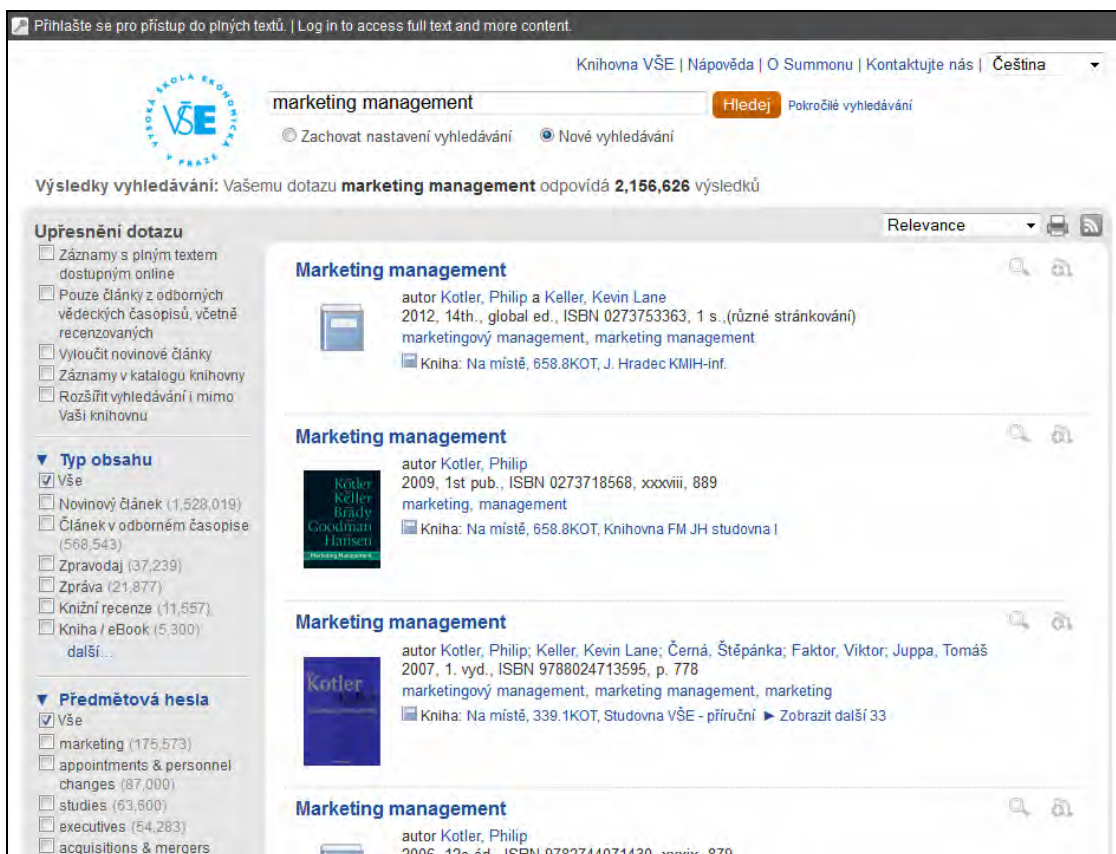 Přihlašte se pro přístup do plných textů. | Log in to access full text and more content.
Knihovna VŠE | Nápověda | O Summonu | Kontaktujte nás | Čeština
VYSOKÁ ŠKOLA EKONOMICKÁ V PRAZE
VŠE
marketing management
Hledej
Pokročilé vyhledávání
Zachovat nastavení vyhledávání
Nové vyhledávání
Výsledky vyhledávání: Vašemu dotazu marketing management odpovídá 2,156,626 výsledků
Relevance
Upřesnění dotazu
Záznamy s plným textem
dostupným online
Pouze články z odborných
vědeckých časopisů, včetně
recenzovaných
Vyloučit novinové články
Záznamy v katalogu knihovny
Rozšířit vyhledávání i mimo
Vaši knihovnu
Typ obsahu
Vše
Novinový článek (1,528,019)
Článek v odborném časopise
(568,543)
Zpravodaj (37,239)
Zpráva (21,877)
Knižní recenze (11,557)
Kniha / eBook (5,300)
další...
Předmětová hesla
Vše
marketing (175,573)
appointments & personnel
changes (87,000)
studies (63,600)
executives (54,283)
acquisitions & mergers
Marketing management
autor Kotler, Philip a Keller, Kevin Lane
2012, 14th., global ed., ISBN 0273753363, 1 s.,(různé stránkování)
marketingový management, marketing management
Kniha: Na místě, 658.8KOT, J. Hradec KMIH-inf.
Marketing management
autor Kotler, Philip
2009, 1st pub., ISBN 0273718568, xxxviii, 889
marketing, management
Kniha: Na místě, 658.8KOT, Knihovna FM JH studovna I
Kotler
Keller
Brady
Goodman
Hansen
Marketing Management
Marketing management
autor Kotler, Philip; Keller, Kevin Lane; Černá, Štěpánka; Faktor, Viktor; Juppa, Tomáš
2007, 1. vyd., ISBN 9788024713595, p. 778
marketingový management, marketing management, marketing
Kniha: Na místě, 339.1KOT, Studovna VŠE - příruční ► Zobrazit další 33
Kotler
Marketing management
autor Kotler, Philip
2006, 12e éd., ISBN 9782744071430, xxxix, 879